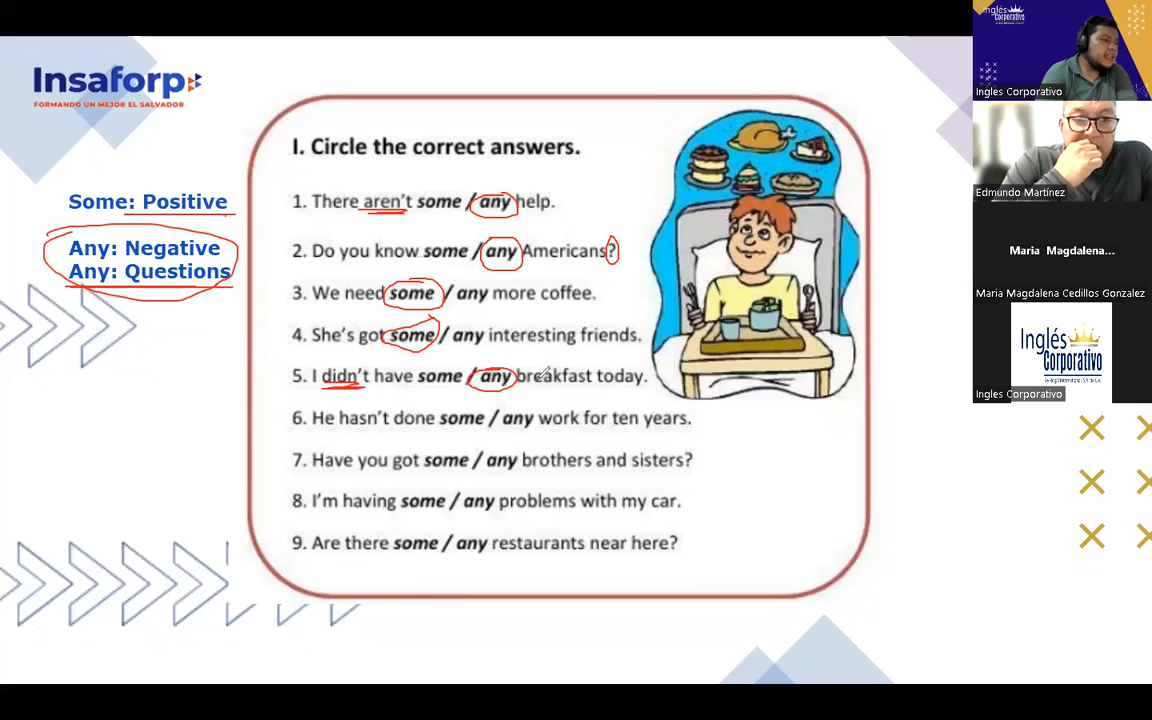 Insaforp
FORMANDO UN MEJOR EL SALVADOR
Some: Positive
Any: Negative
Any: Questions
I. Circle the correct answers.
1. There aren't some / any help.
2. Do you know some / any Americans?
3. We need some / any more coffee.
4. She's got some / any interesting friends.
5. I didn't have some / any breakfast today.
6. He hasn't done some / any work for ten years.
7. Have you got some / any brothers and sisters?
8. I'm having some / any problems with my car.
9. Are there some / any restaurants near here?
Inglés
Corporativo
Ingles Corporativo
Edmundo Martínez
Maria Magdalena...
Maria Magdalena Cedillos Gonzalez
Inglés
Corporativo
Ingles Corporativo